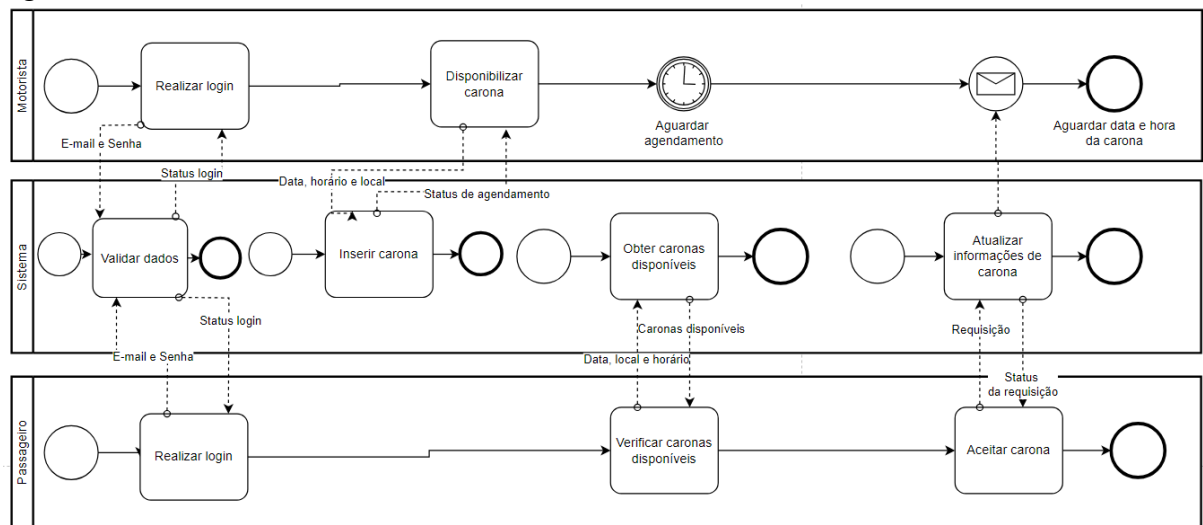 Motorista
Realizar login
Disponibilizar
carona
Aguardar
agendamento
Aguardar data e hora
da carona
E-mail e Senha
Status login
Data, horário e local
Status de agendamento
Sistema
Validar dados
Inserir carona
Obter caronas
disponíveis
Atualizar
informações de
carona
Status login
Caronas disponíveis
Requisição
E-mail e Senha
Data, local e horário
Status
da requisição
Passageiro
Realizar login
Verificar caronas
disponíveis
Aceitar carona